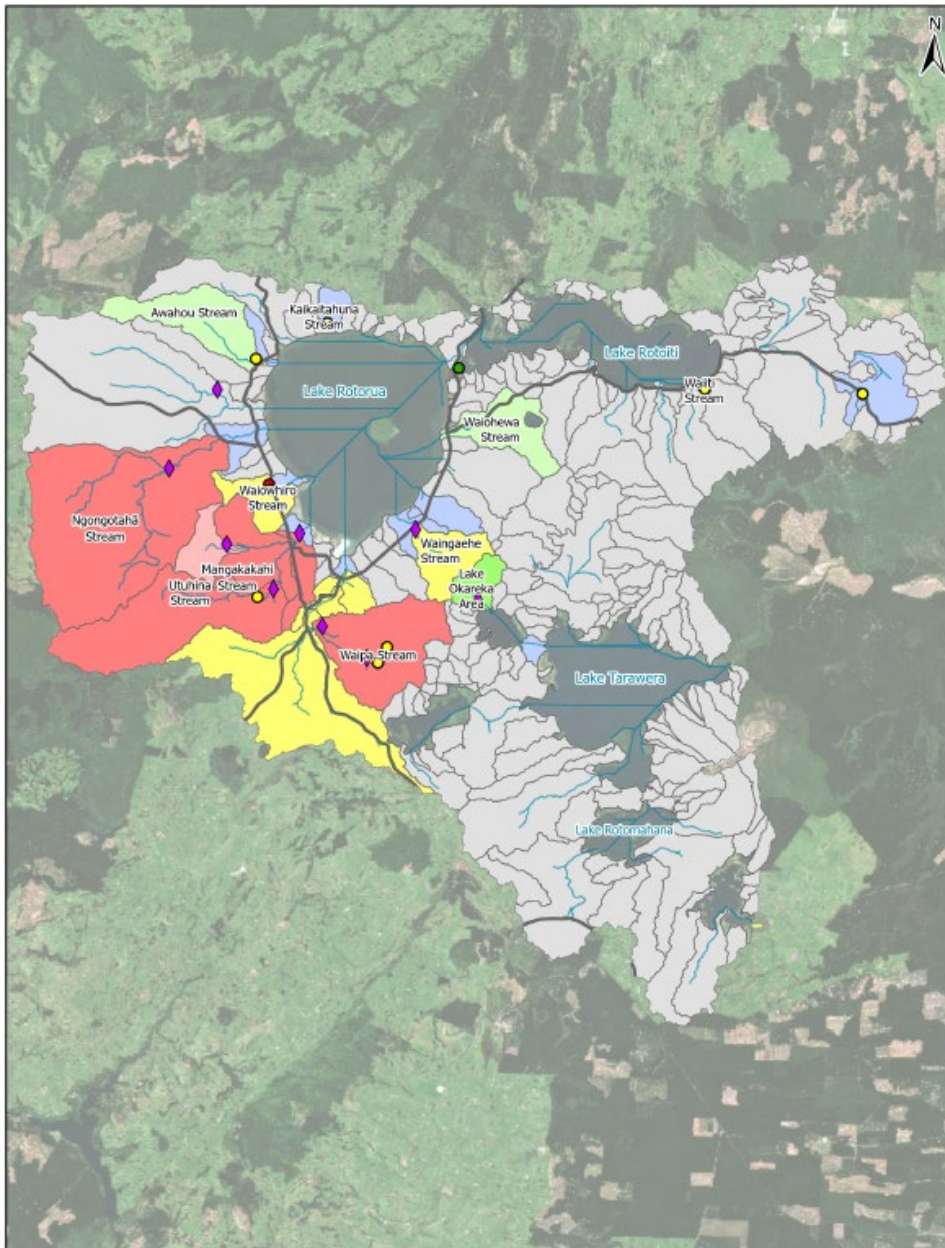 N
Awahou Stream
Kaikaitahuna
Stream
Lake Rotoiti
Lake Rotorua
Waiiti
Stream
Waiohewa
Stream
Waiowhiro
Stream
Ngongotahā
Stream
Waingaehe
Stream
Mangakakahi
Stream
Utuhina
Stream
Lake
Okareka
Area
Waipa Stream
Lake Tarawera
Lake Rotomahana